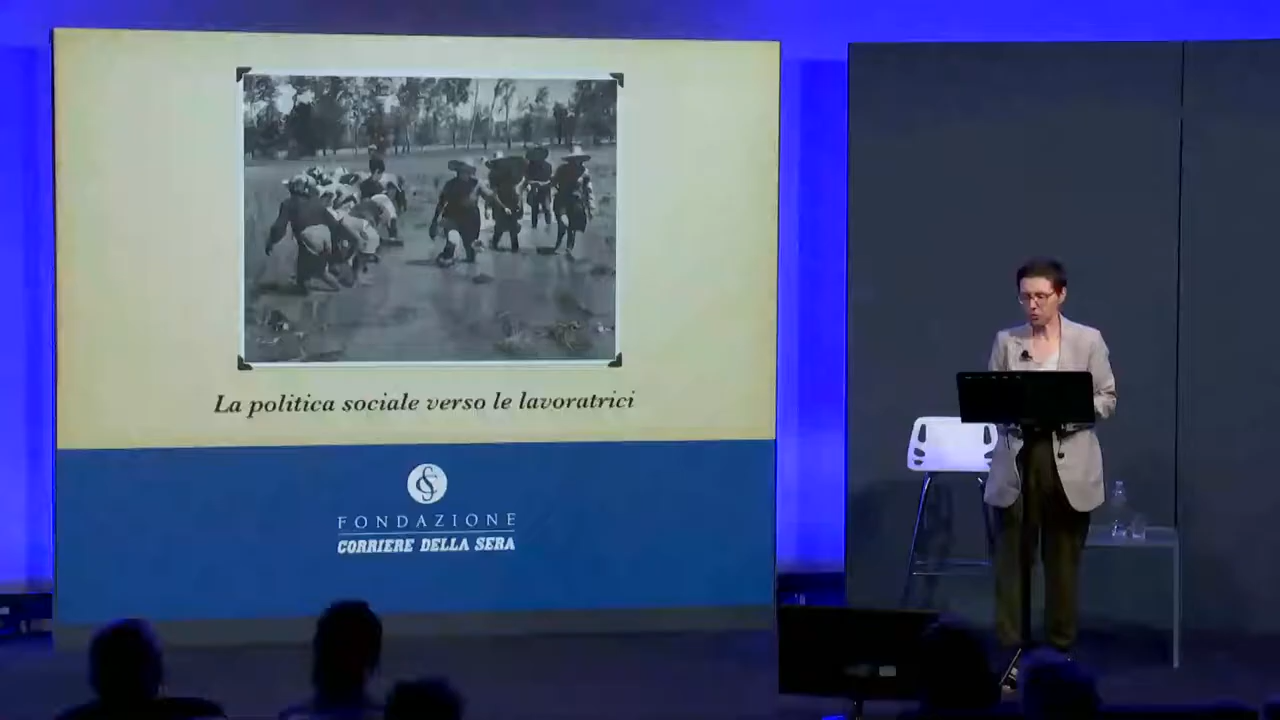 La politica sociale verso le lavoratrici
FONDAZIONE
CORRIERE DELLA SERA